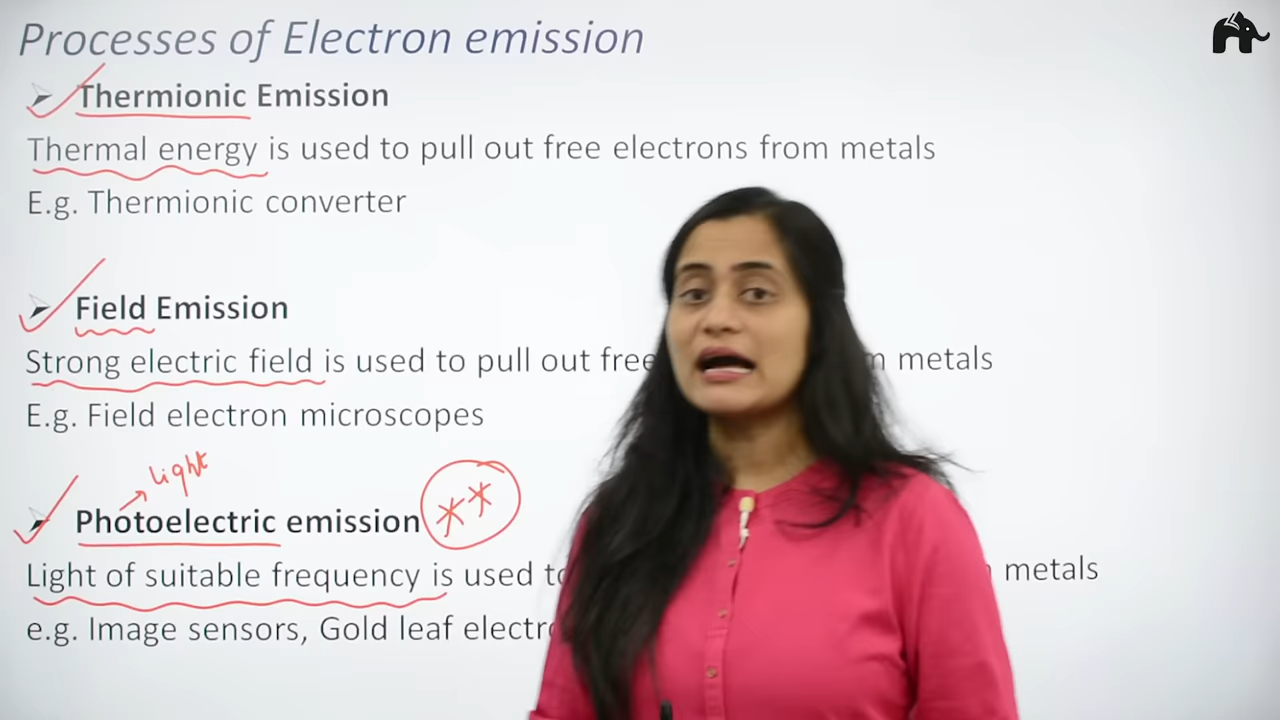 Processes of Electron emission
Thermionic Emission
Thermal energy is used to pull out free electrons from metals
E.g. Thermionic converter
Field Emission
Strong electric field is used to pull out free metals
E.g. Field electron microscopes
light
Photoelectric emission **
Light of suitable frequency is used metals
e.g. Image sensors, Gold leaf